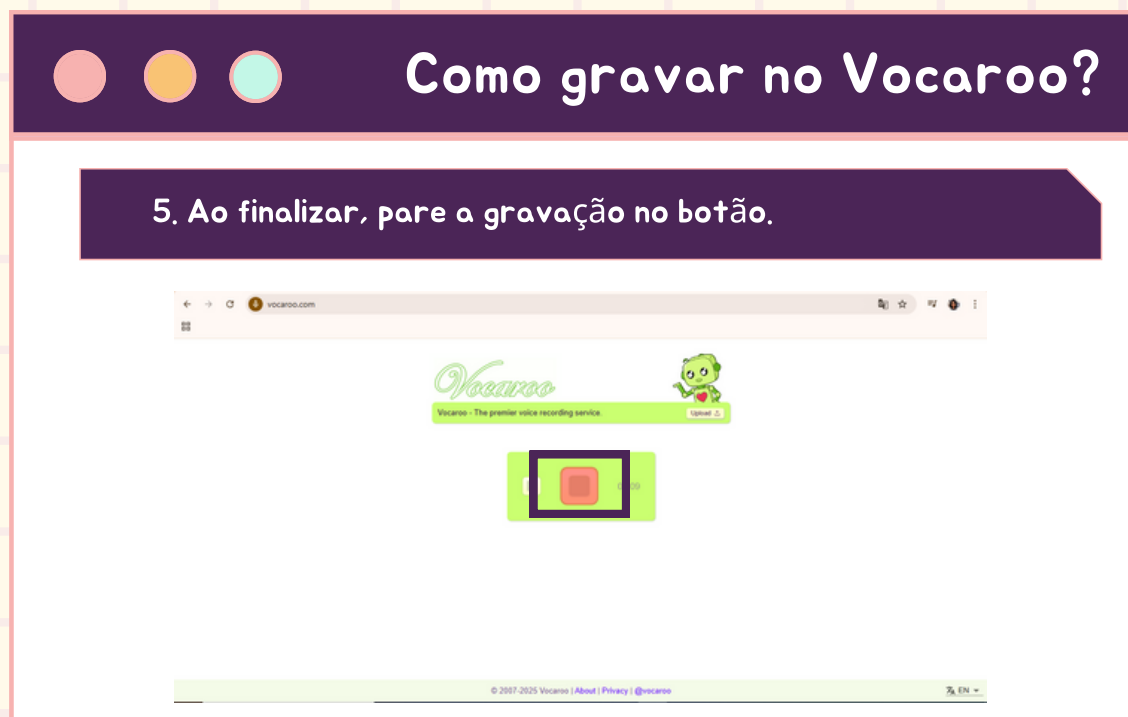 Como gravar no Vocaroo?
5. Ao finalizar, pare a gravação no botão.
vocaroo.com
Vocaroo
Vocaroo - The premier voice recording service.
Upload
© 2007-2025 Vocaroo | About | Privacy | @vocaroo
EN